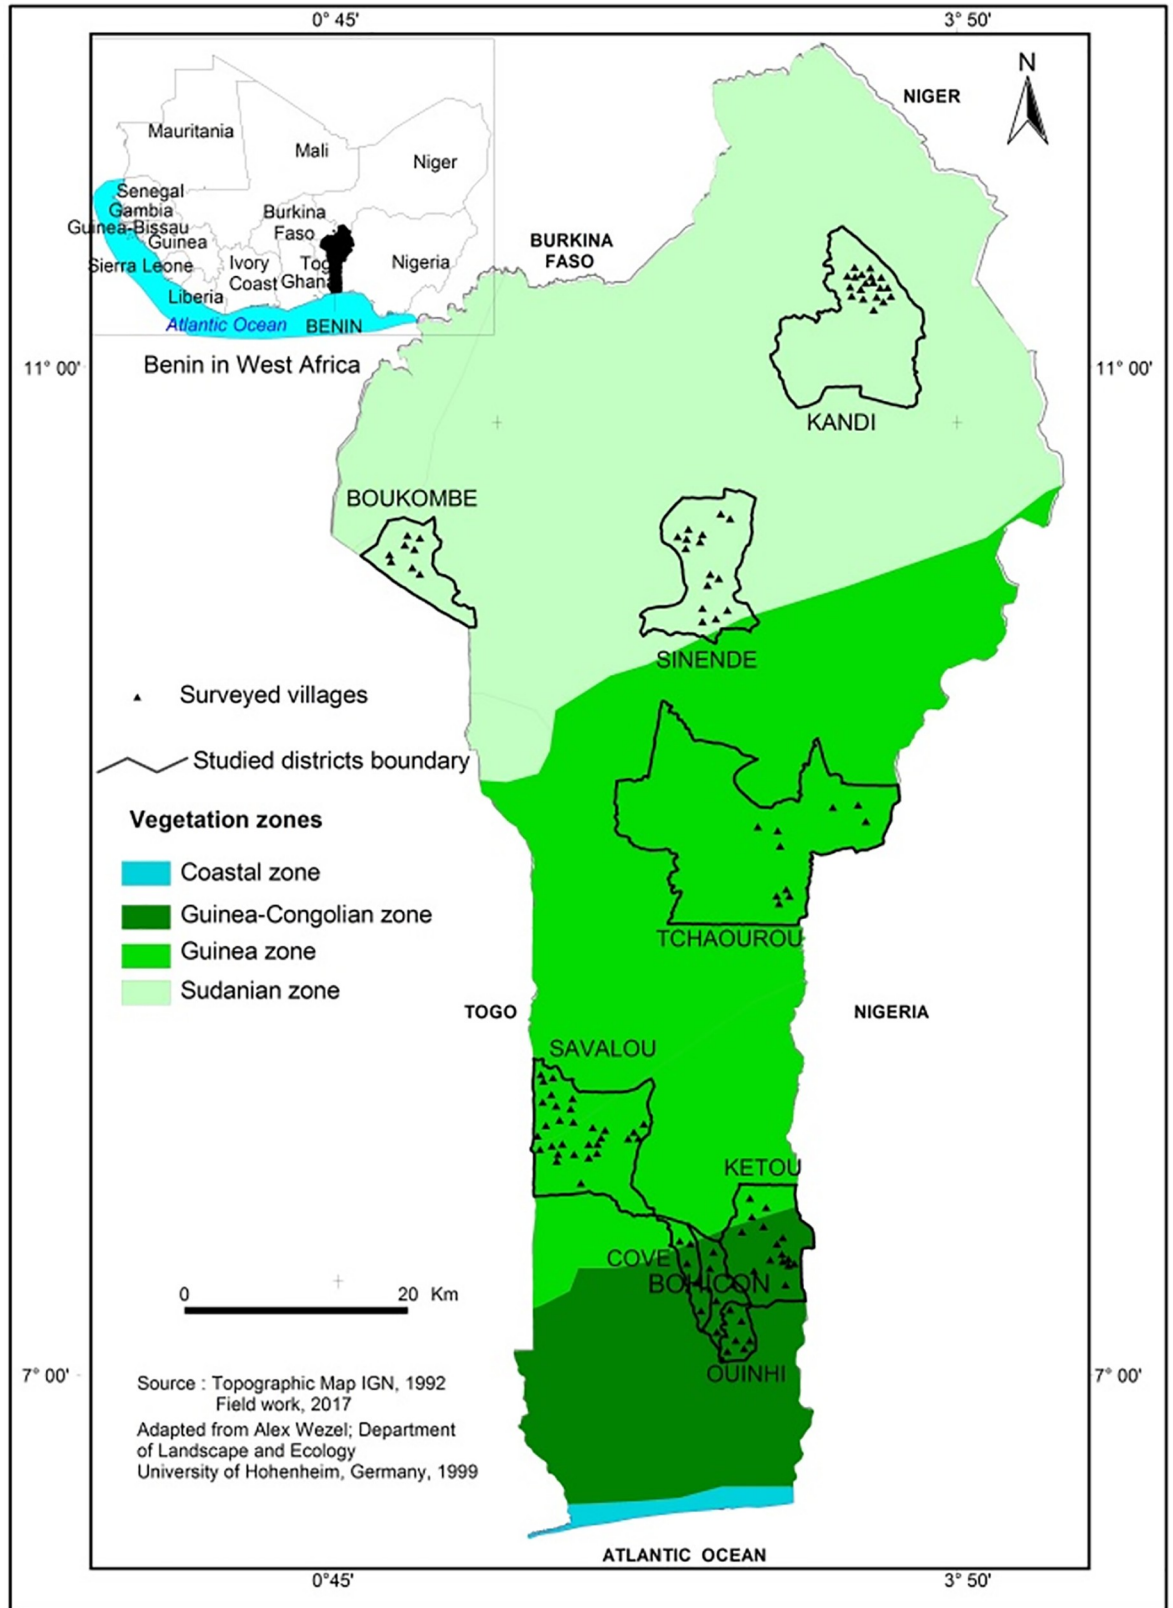 0° 45'
3° 50'
N
NIGER
Mauritania
Mali
Niger
Senegal
Gambia
Guinea-Bissau
Guinea
Burkina
Faso
Sierra Leone
Ivory
Coast
Tog
Ghana
Nigeria
Liberia
Atlantic Ocean
BENIN
Benin in West Africa
BURKINA
FASO
11° 00'
11° 00'
KANDI
BOUKOMBE
SINENDE
Surveyed villages
Studied districts boundary
Vegetation zones
Coastal zone
Guinea-Congolian zone
Guinea zone
Sudanian zone
TCHAOUROU
TOGO
NIGERIA
SAVALOU
KETOU
COVE
BOHICON
OUINHI
0 20 Km
7° 00'
7° 00'
Source : Topographic Map IGN, 1992
Field work, 2017
Adapted from Alex Wezel; Department
of Landscape and Ecology
University of Hohenheim, Germany, 1999
ATLANTIC OCEAN
0°45'
3° 50'